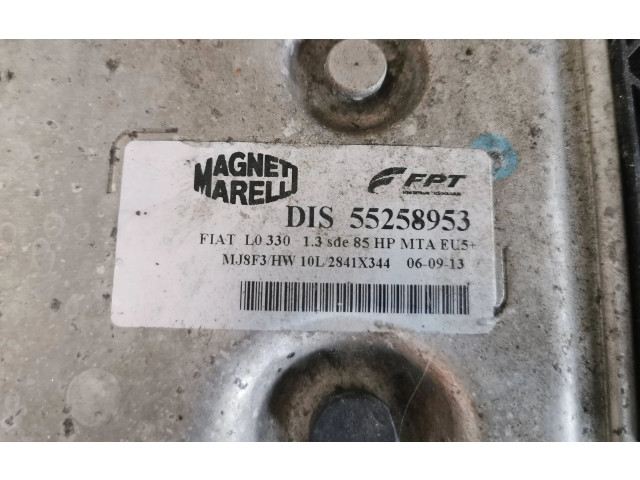 MAGNETI
MARELLI
FPT
DIS 55258953
FIAT L0 330 1.3 sde 85 HP MTA EU5+
MJ8F3/HW 10L/2841X344 06-09-13